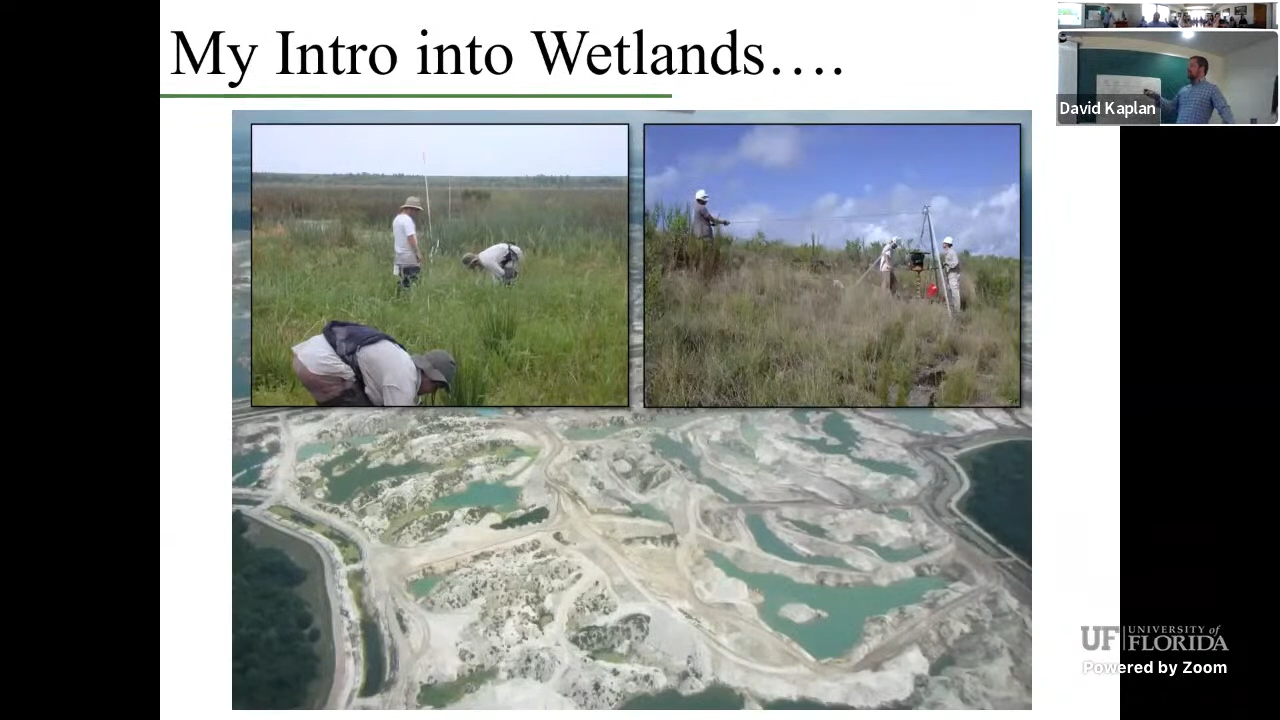 My Intro into Wetlands….
David Kaplan
UF UNIVERSITY of
FLORIDA
Powered by Zoom